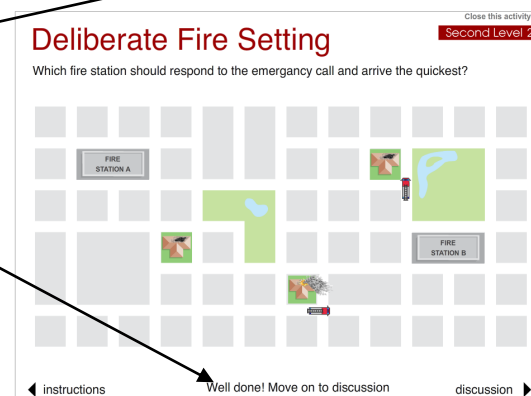 Close this activity
Deliberate Fire Setting
Second Level 2
Which fire station should respond to the emergancy call and arrive the quickest?
FIRE
STATION A
FIRE
STATION B
instructions
Well done! Move on to discussion
discussion